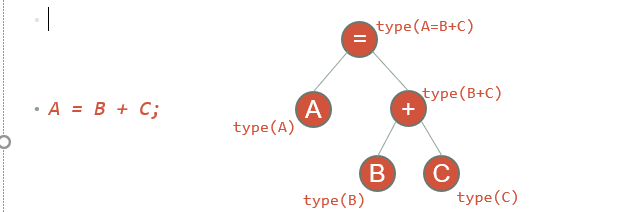 type(A=B+C)
=
type(B+C)
A = B + C;
A
+
type(A)
B
C
type(B)
type(C)